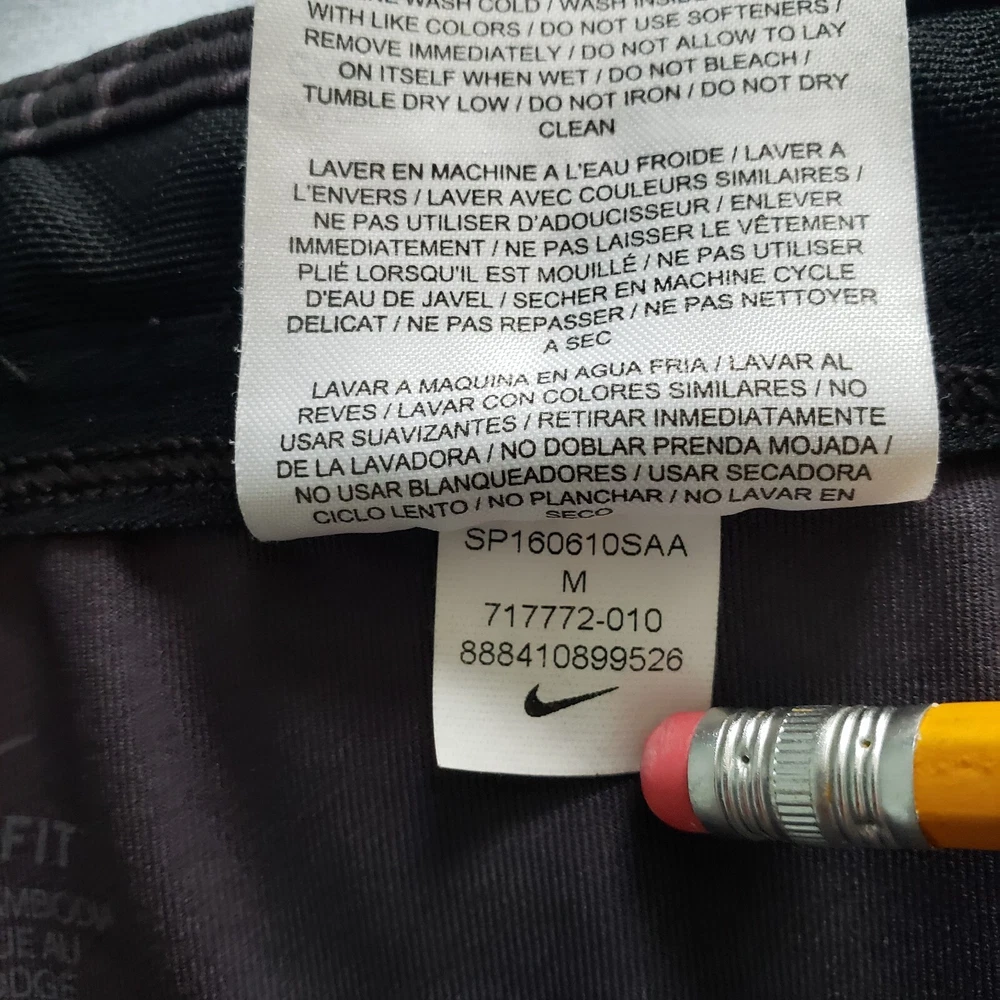 WASH COLD / WASH
WITH LIKE COLORS / DO NOT USE SOFTENERS /
REMOVE IMMEDIATELY / DO NOT ALLOW TO LAY
ON ITSELF WHEN WET / DO NOT BLEACH /
TUMBLE DRY LOW / DO NOT IRON / DO NOT DRY
CLEAN
LAVER EN MACHINE A L'EAU FROIDE / LAVER A
L'ENVERS / LAVER AVEC COULEURS SIMILAIRES /
NE PAS UTILISER D'ADOUCISSEUR / ENLEVER
IMMEDIATEMENT / NE PAS LAISSER LE VÊTEMENT
PLIÉ LORSQU'IL EST MOUILLÉ / NE PAS UTILISER
D'EAU DE JAVEL / SECHER EN MACHINE CYCLE
DELICAT / NE PAS REPASSER / NE PAS NETTOYER
A SEC
LAVAR A MAQUINA EN AGUA FRIA / LAVAR AL
REVES / LAVAR CON COLORES SIMILARES / NO
USAR SUAVIZANTES / RETIRAR INMEDIATAMENTE
DE LA LAVADORA / NO DOBLAR PRENDA MOJADA /
NO USAR BLANQUEADORES / USAR SECADORA
CICLO LENTO / NO PLANCHAR / NO LAVAR EN
SECO
SP160610SAA
M
717772-010
888410899526
FIT
UE AU